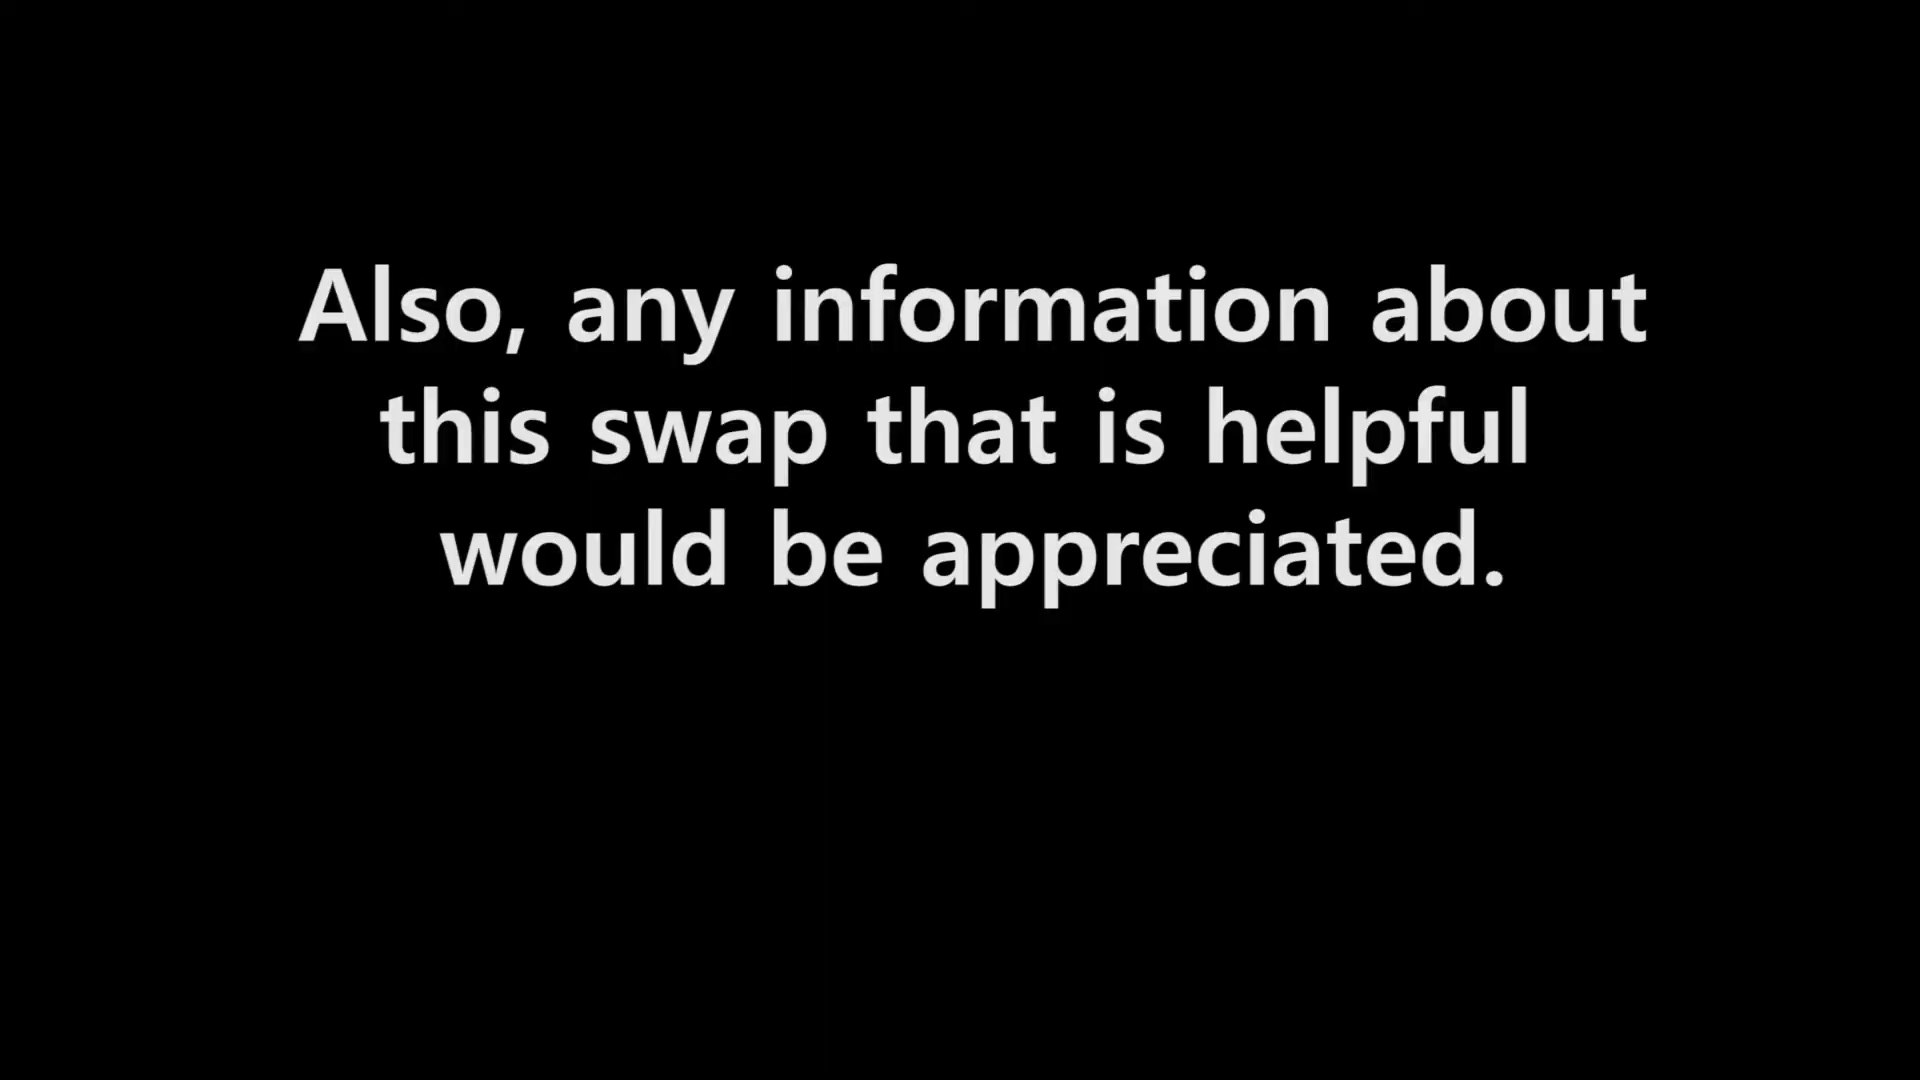 Also, any information about
this swap that is helpful
would be appreciated.